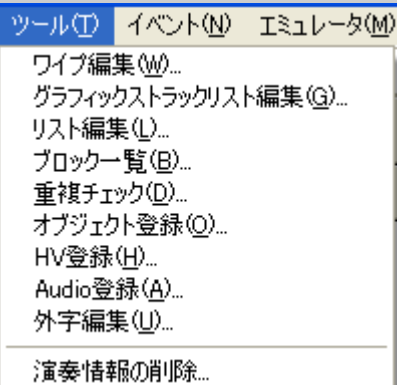 ツール(T) イベント(N) エミュレータ(M)
ワイプ編集(W)...
グラフィックストラックリスト編集(G)...
リスト編集(L)...
ブロック一覧(B)...
重複チェック(D)...
オブジェクト登録(O)...
HV登録(H)...
Audio登録(A)...
外字編集(U)...
演奏情報の削除...